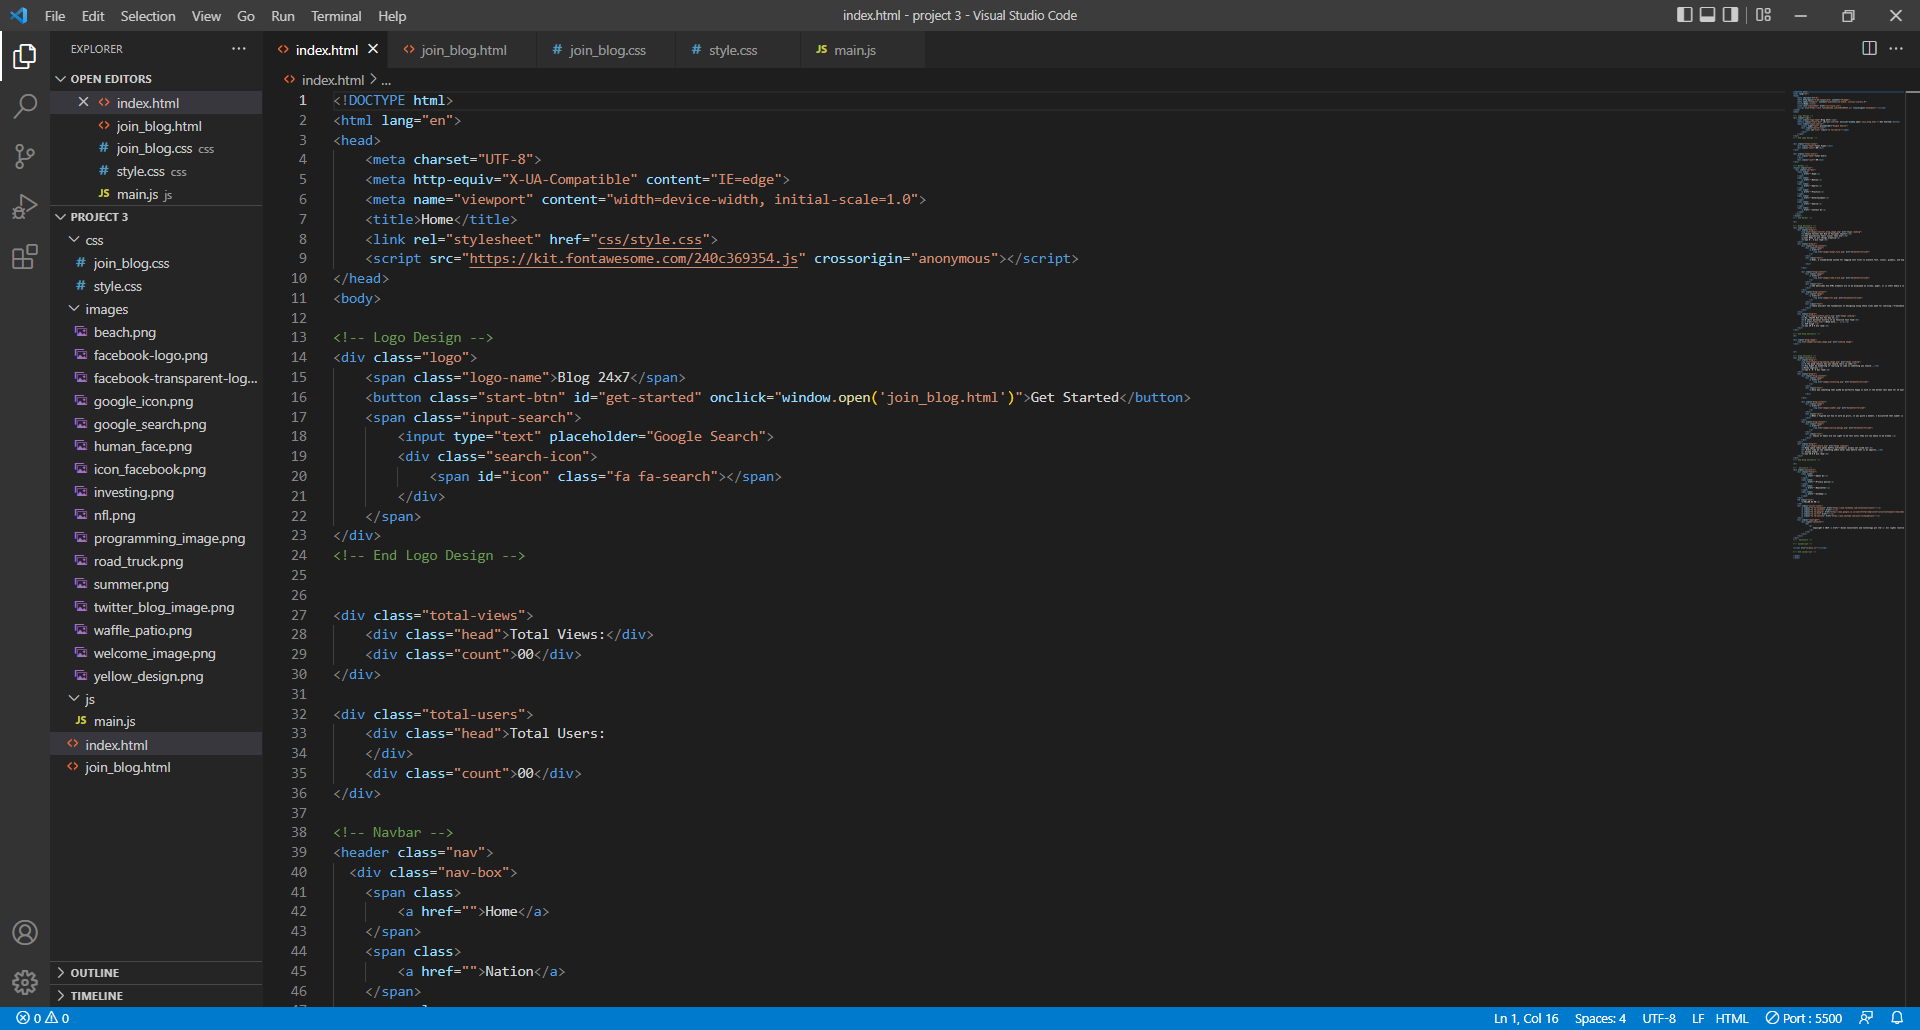 File Edit Selection View Go Run Terminal Help
index.html - project 3 - Visual Studio Code
EXPLORER
OPEN EDITORS
index.html
join_blog.html
join_blog.css css
style.css css
JS main.js js
PROJECT 3
css
join_blog.css
style.css
images
beach.png
facebook-logo.png
facebook-transparent-log...
google_icon.png
google_search.png
human_face.png
icon_facebook.png
investing.png
nfl.png
programming_image.png
road_truck.png
summer.png
twitter_blog_image.png
waffle_patio.png
welcome_image.png
yellow_design.png
js
JS main.js
index.html
join_blog.html
OUTLINE
TIMELINE
index.html join_blog.html # join_blog.css # style.css JS main.js
index.html > ...
1 <!DOCTYPE html>
2 <html lang="en">
3 <head>
4     <meta charset="UTF-8">
5     <meta http-equiv="X-UA-Compatible" content="IE=edge">
6     <meta name="viewport" content="width=device-width, initial-scale=1.0">
7     <title>Home</title>
8     <link rel="stylesheet" href="css/style.css">
9     <script src="https://kit.fontawesome.com/240c369354.js" crossorigin="anonymous"></script>
10 </head>
11 <body>
12
13 <!-- Logo Design -->
14 <div class="logo">
15     <span class="logo-name">Blog 24x7</span>
16     <button class="start-btn" id="get-started" onclick="window.open('join_blog.html')">Get Started</button>
17     <span class="input-search">
18         <input type="text" placeholder="Google Search">
19         <div class="search-icon">
20             <span id="icon" class="fa fa-search"></span>
21         </div>
22     </span>
23 </div>
24 <!-- End Logo Design -->
25
26
27 <div class="total-views">
28     <div class="head">Total Views:</div>
29     <div class="count">00</div>
30 </div>
31
32 <div class="total-users">
33     <div class="head">Total Users:
34     </div>
35     <div class="count">00</div>
36 </div>
37
38 <!-- Navbar -->
39 <header class="nav">
40   <div class="nav-box">
41     <span class>
42         <a href="">Home</a>
43     </span>
44     <span class>
45         <a href="">Nation</a>
46     </span>
0 0
Ln 1, Col 16 Spaces: 4 UTF-8 LF HTML Port : 5500